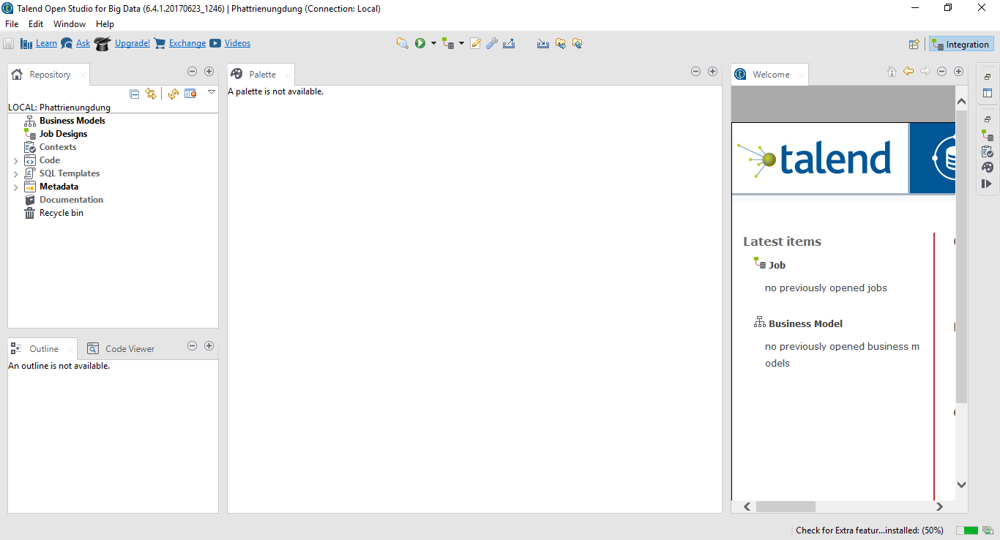 Talend Open Studio for Big Data (6.4.1.20170623_1246) | Phattrienungdung (Connection: Local)
File Edit Window Help
Learn Ask Upgrade! Exchange Videos
Integration
Repository
LOCAL: Phattrienungdung
Business Models
Job Designs
Contexts
Code
SQL Templates
Metadata
Documentation
Recycle bin
Outline Code Viewer
An outline is not available.
Palette
A palette is not available.
Welcome
talend
Latest items
Job
no previously opened jobs
Business Model
no previously opened business m
odels
Check for Extra featur...installed: (50%)